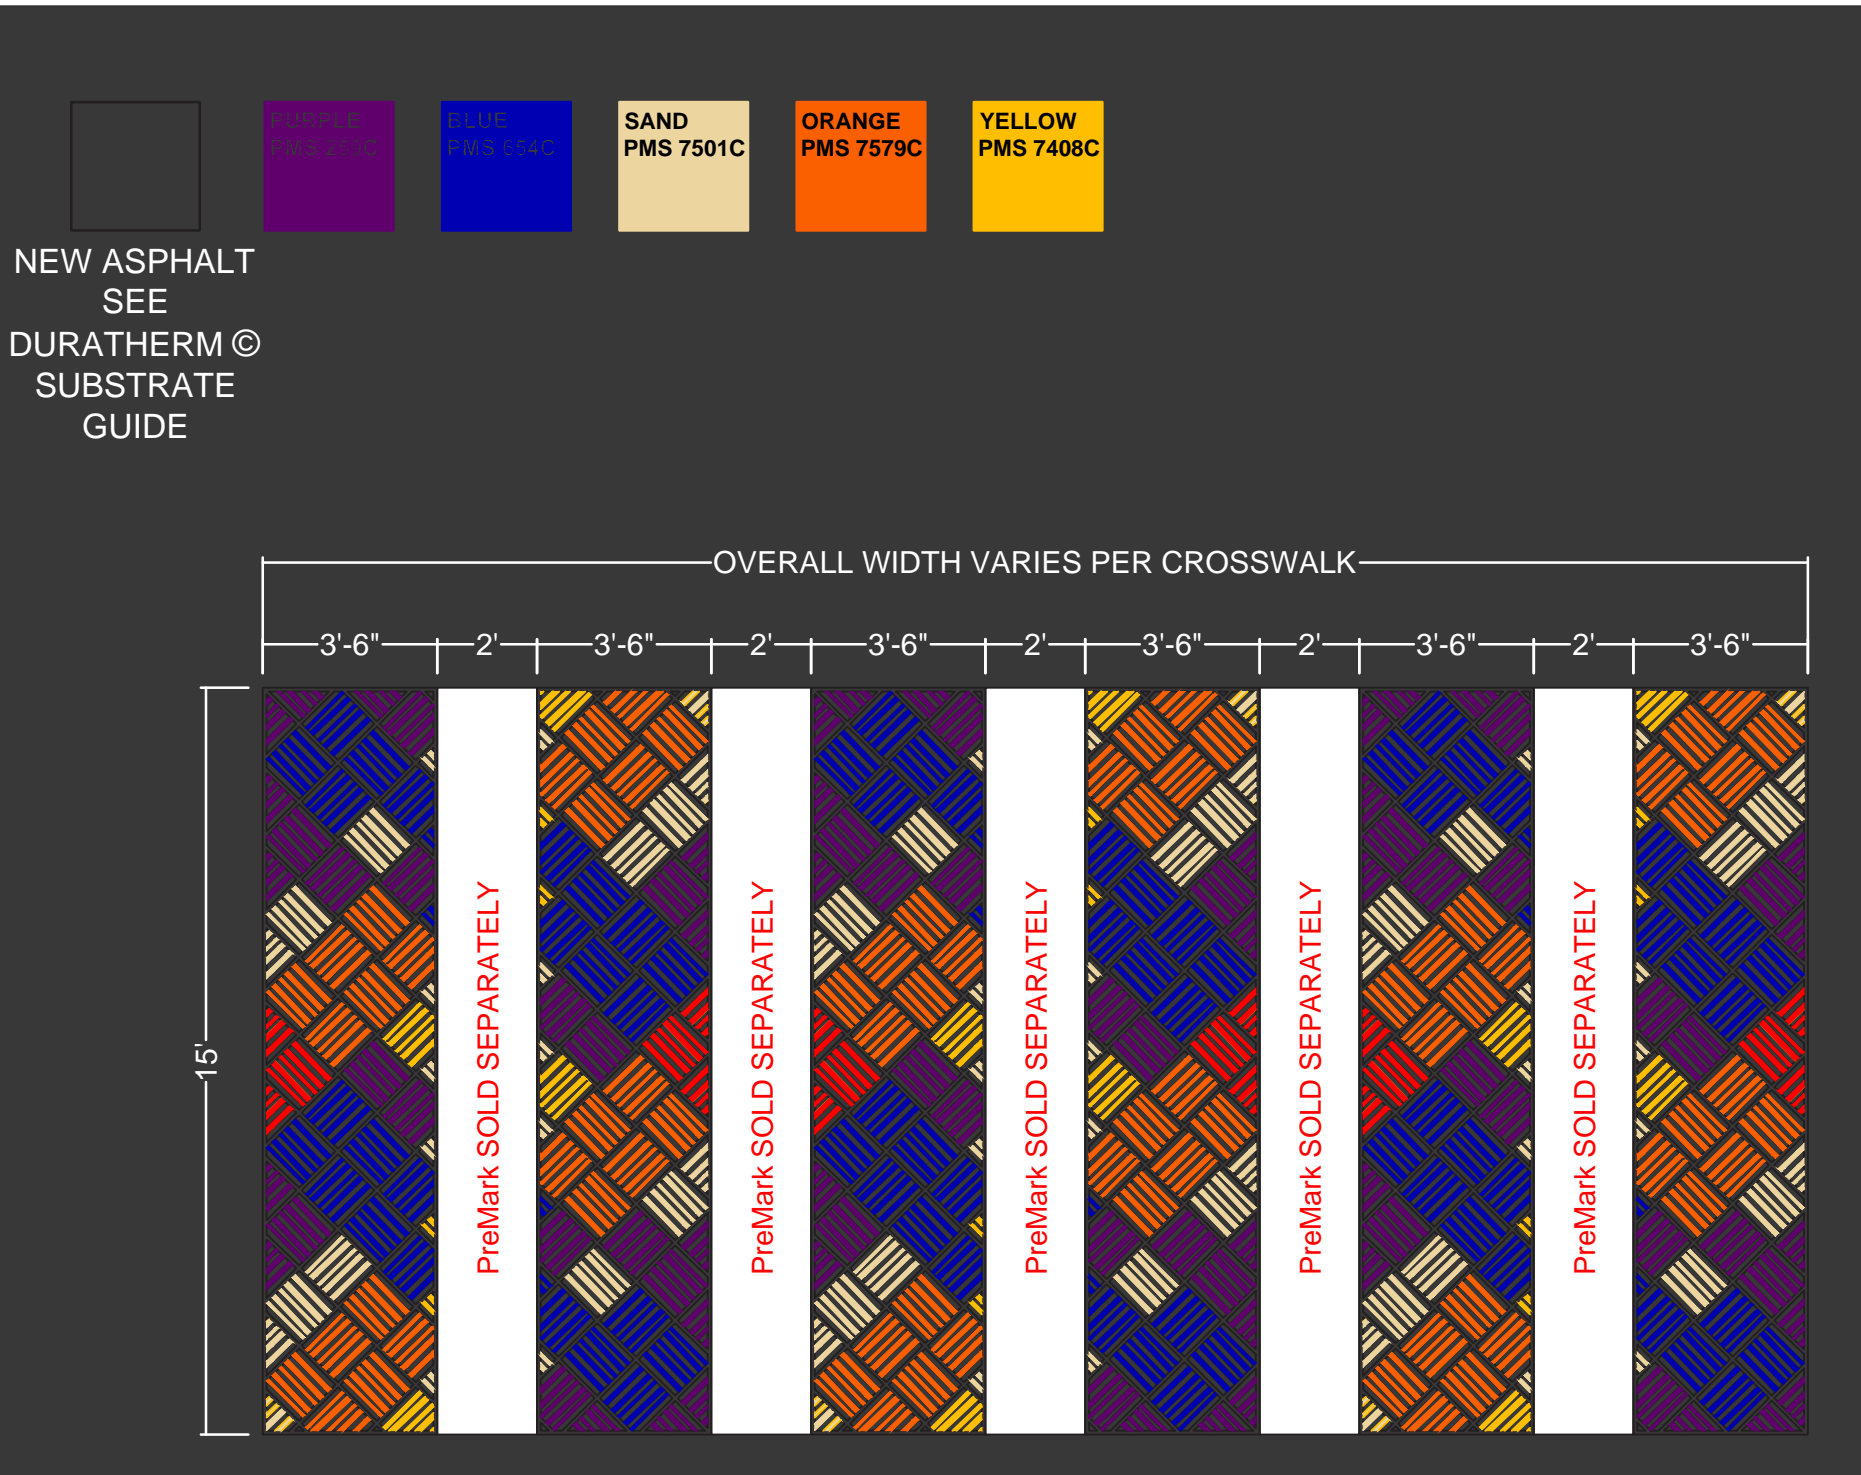 PURPLE
BLUE
PMS 654C
SAND
PMS 7501C
ORANGE
PMS 7579C
YELLOW
PMS 7408C
NEW ASPHALT
SEE
DURATHERM ©
SUBSTRATE
GUIDE
OVERALL WIDTH VARIES PER CROSSWALK
3'-6"
2'
3'-6"
2'
3'-6"
2'
3'-6"
2'
3'-6"
2'
3'-6"
15'
PreMark SOLD SEPARATELY
PreMark SOLD SEPARATELY
PreMark SOLD SEPARATELY
PreMark SOLD SEPARATELY
PreMark SOLD SEPARATELY